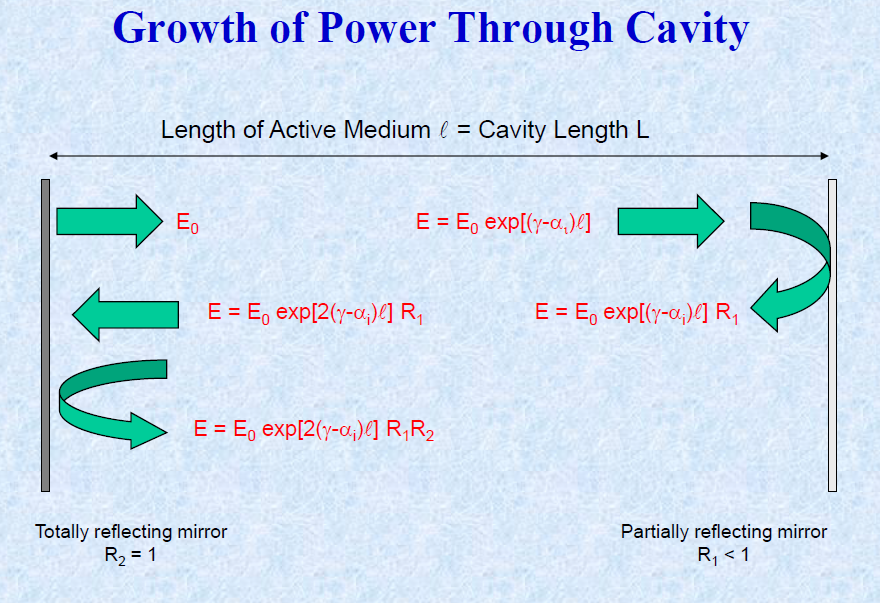 Growth of Power Through Cavity
Length of Active Medium ℓ = Cavity Length L
E₀
E = E₀ exp[(γ-αᵢ)ℓ]
E = E₀ exp[2(γ-αᵢ)ℓ] R₁
E = E₀ exp[(γ-αᵢ)ℓ] R₁
E = E₀ exp[2(γ-αᵢ)ℓ] R₁R₂
Totally reflecting mirror
R₂ = 1
Partially reflecting mirror
R₁ < 1